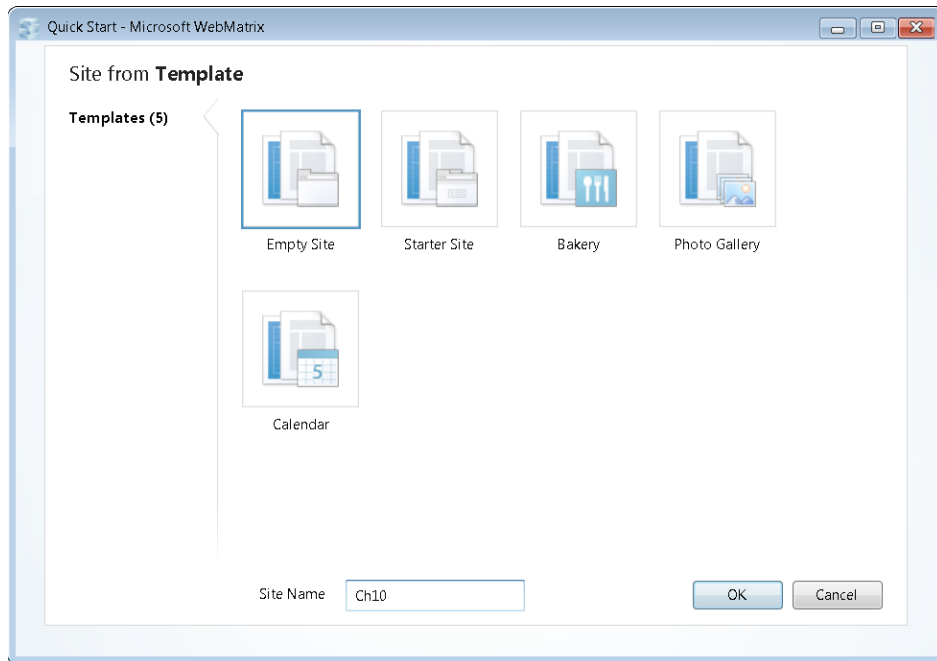 Quick Start - Microsoft WebMatrix
Site from Template
Templates (5)
Empty Site
Starter Site
Bakery
Photo Gallery
5
Calendar
Site Name
Ch10
OK
Cancel